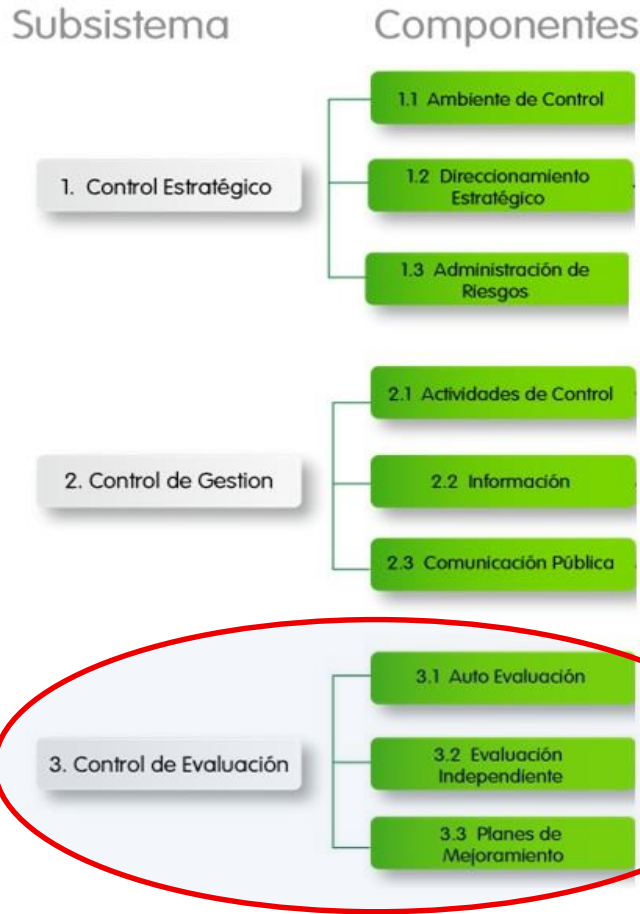 Subsistema
Componentes
1. Control Estratégico
1.1 Ambiente de Control
1.2 Direccionamiento
Estratégico
1.3 Administración de
Riesgos
2. Control de Gestion
2.1 Actividades de Control
2.2 Información
2.3 Comunicación Pública
3. Control de Evaluación
3.1 Auto Evaluación
3.2 Evaluación
Independiente
3.3 Planes de
Mejoramiento